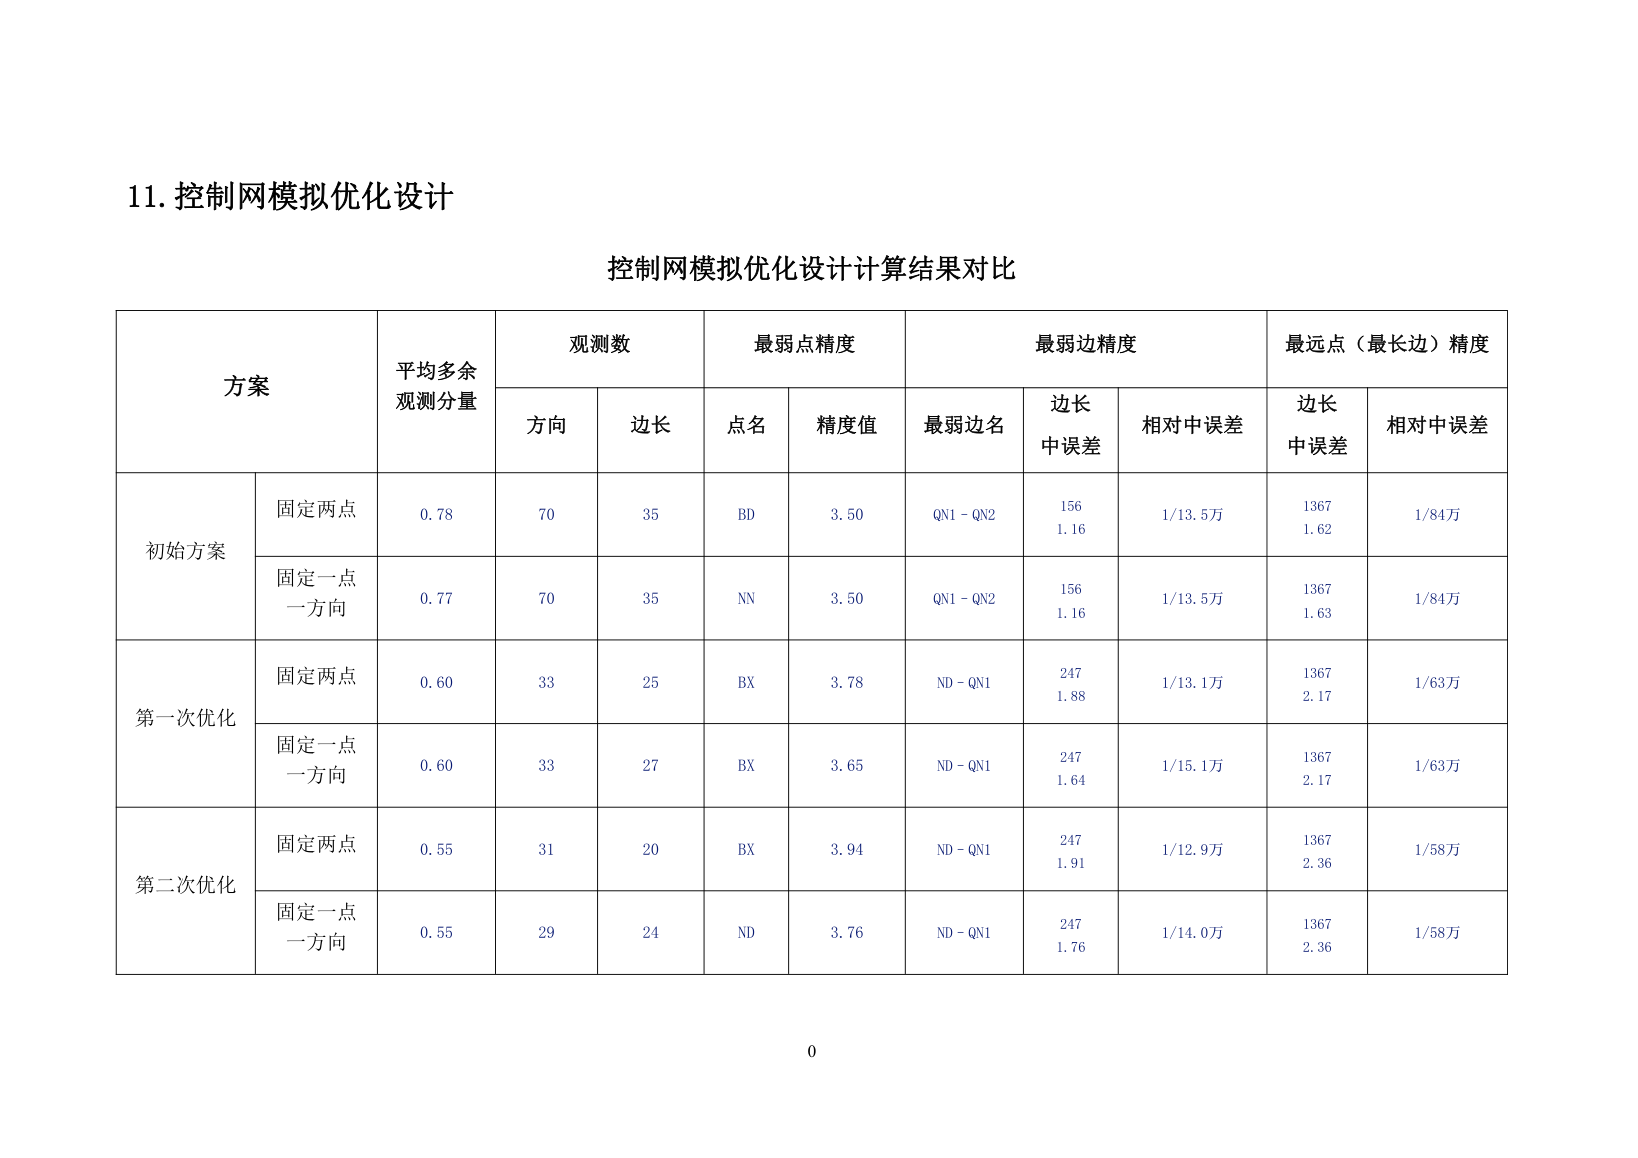 11.控制网模拟优化设计
控制网模拟优化设计计算结果对比
方案
平均多余
观测分量
观测数
最弱点精度
最弱边精度
最远点（最长边）精度
方向
边长
点名
精度值
最弱边名
边长
中误差
相对中误差
边长
中误差
相对中误差
初始方案
固定两点
0.78
70
35
BD
3.50
QN1－QN2
156
1.16
1/13.5万
1367
1.62
1/84万
固定一点
一方向
0.77
70
35
NN
3.50
QN1－QN2
156
1.16
1/13.5万
1367
1.63
1/84万
第一次优化
固定两点
0.60
33
25
BX
3.78
ND－QN1
247
1.88
1/13.1万
1367
2.17
1/63万
固定一点
一方向
0.60
33
27
BX
3.65
ND－QN1
247
1.64
1/15.1万
1367
2.17
1/63万
第二次优化
固定两点
0.55
31
20
BX
3.94
ND－QN1
247
1.91
1/12.9万
1367
2.36
1/58万
固定一点
一方向
0.55
29
24
ND
3.76
ND－QN1
247
1.76
1/14.0万
1367
2.36
1/58万
0